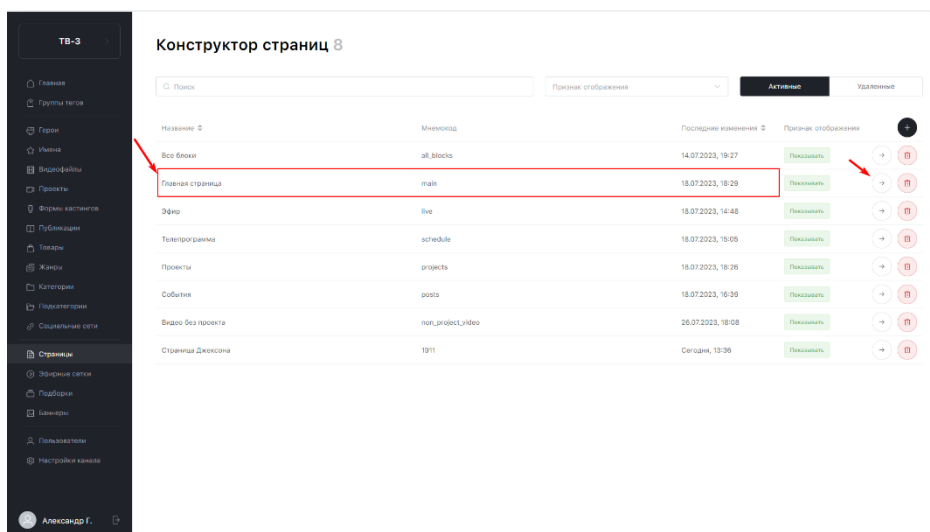 ТВ-3
Главная
Группы тегов
Герои
Имена
Видеофайлы
Проекты
Формы кастингов
Публикации
Товары
Жанры
Категории
Подкатегории
Социальные сети
Страницы
Эфирные сетки
Подборки
Баннеры
Пользователи
Настройки канала
Александр Г.
Конструктор страниц 8
Поиск Признак отображения Активные Удаленные
Название Мнемокод Последние изменения Признак отображения
Все блоки all_blocks 14.07.2023, 19:27 Показывать
Главная страница main 18.07.2023, 18:29 Показывать
Эфир live 18.07.2023, 14:48 Показывать
Телепрограмма schedule 18.07.2023, 15:05 Показывать
Проекты projects 18.07.2023, 18:26 Показывать
События posts 18.07.2023, 16:39 Показывать
Видео без проекта non_project_video 26.07.2023, 18:08 Показывать
Страница Джексона 1911 Сегодня, 13:36 Показывать